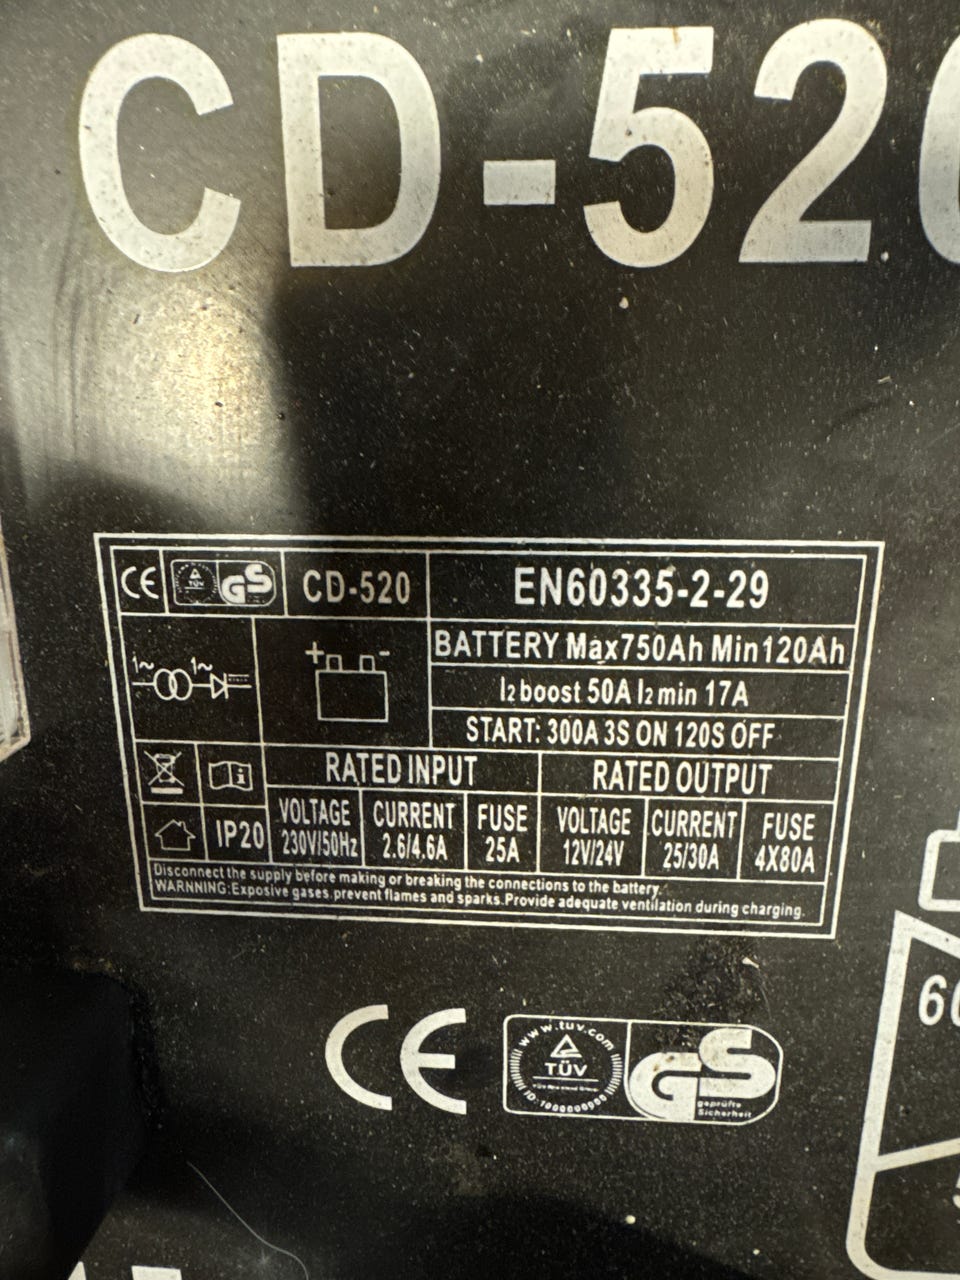 CD-520
CE TÜV GS CD-520 EN60335-2-29
BATTERY Max750Ah Min120Ah
1~ 1~ + -
I2 boost 50A I2 min 17A
START: 300A 3S ON 120S OFF
RATED INPUT RATED OUTPUT
VOLTAGE CURRENT FUSE VOLTAGE CURRENT FUSE
IP20 230V/50Hz 2.6/4.6A 25A 12V/24V 25/30A 4X80A
Disconnect the supply before making or breaking the connections to the battery.
WARNNING:Exposive gases.prevent flames and sparks.Provide adequate ventilation during charging.
CE
www.tuv.com
TÜV
GS
geprüfte
Sicherheit